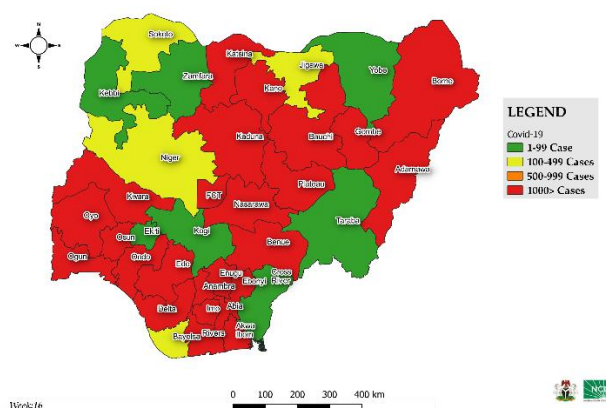 N
W
E
S
Sokoto
Katsina
Jigawa
Yobe
Borno
Kebbi
Zamfara
Kano
Kaduna
Bauchi
Gombe
Adamawa
Niger
Plateau
Kwara
FCT
Nasarawa
Taraba
Oyo
Ekiti
Kogi
Benue
Osun
Ogun
Ondo
Edo
Enugu
Ebonyi
Cross
River
Anambra
Delta
Imo
Abia
Bayelsa
Rivers
Akwa
Ibom
LEGEND
Covid-19
1-99 Case
100-499 Cases
500-999 Cases
1000> Cases
Week:16
0 100 200 300 400 km